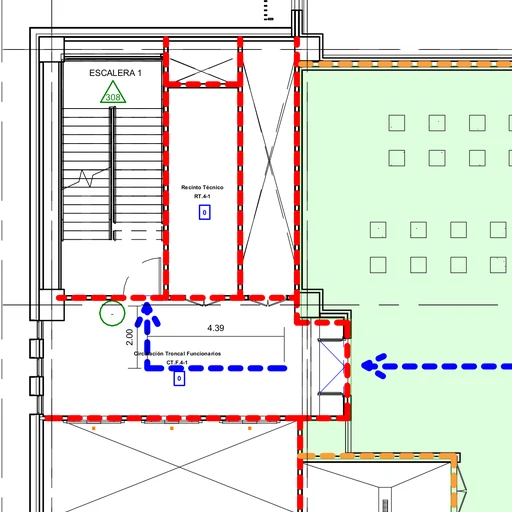 ESCALERA 1
308
Recinto Técnico
RT.4-1
0
-
4.39
2.00
Circulación Troncal Funcionarios
CT.F.4-1
0